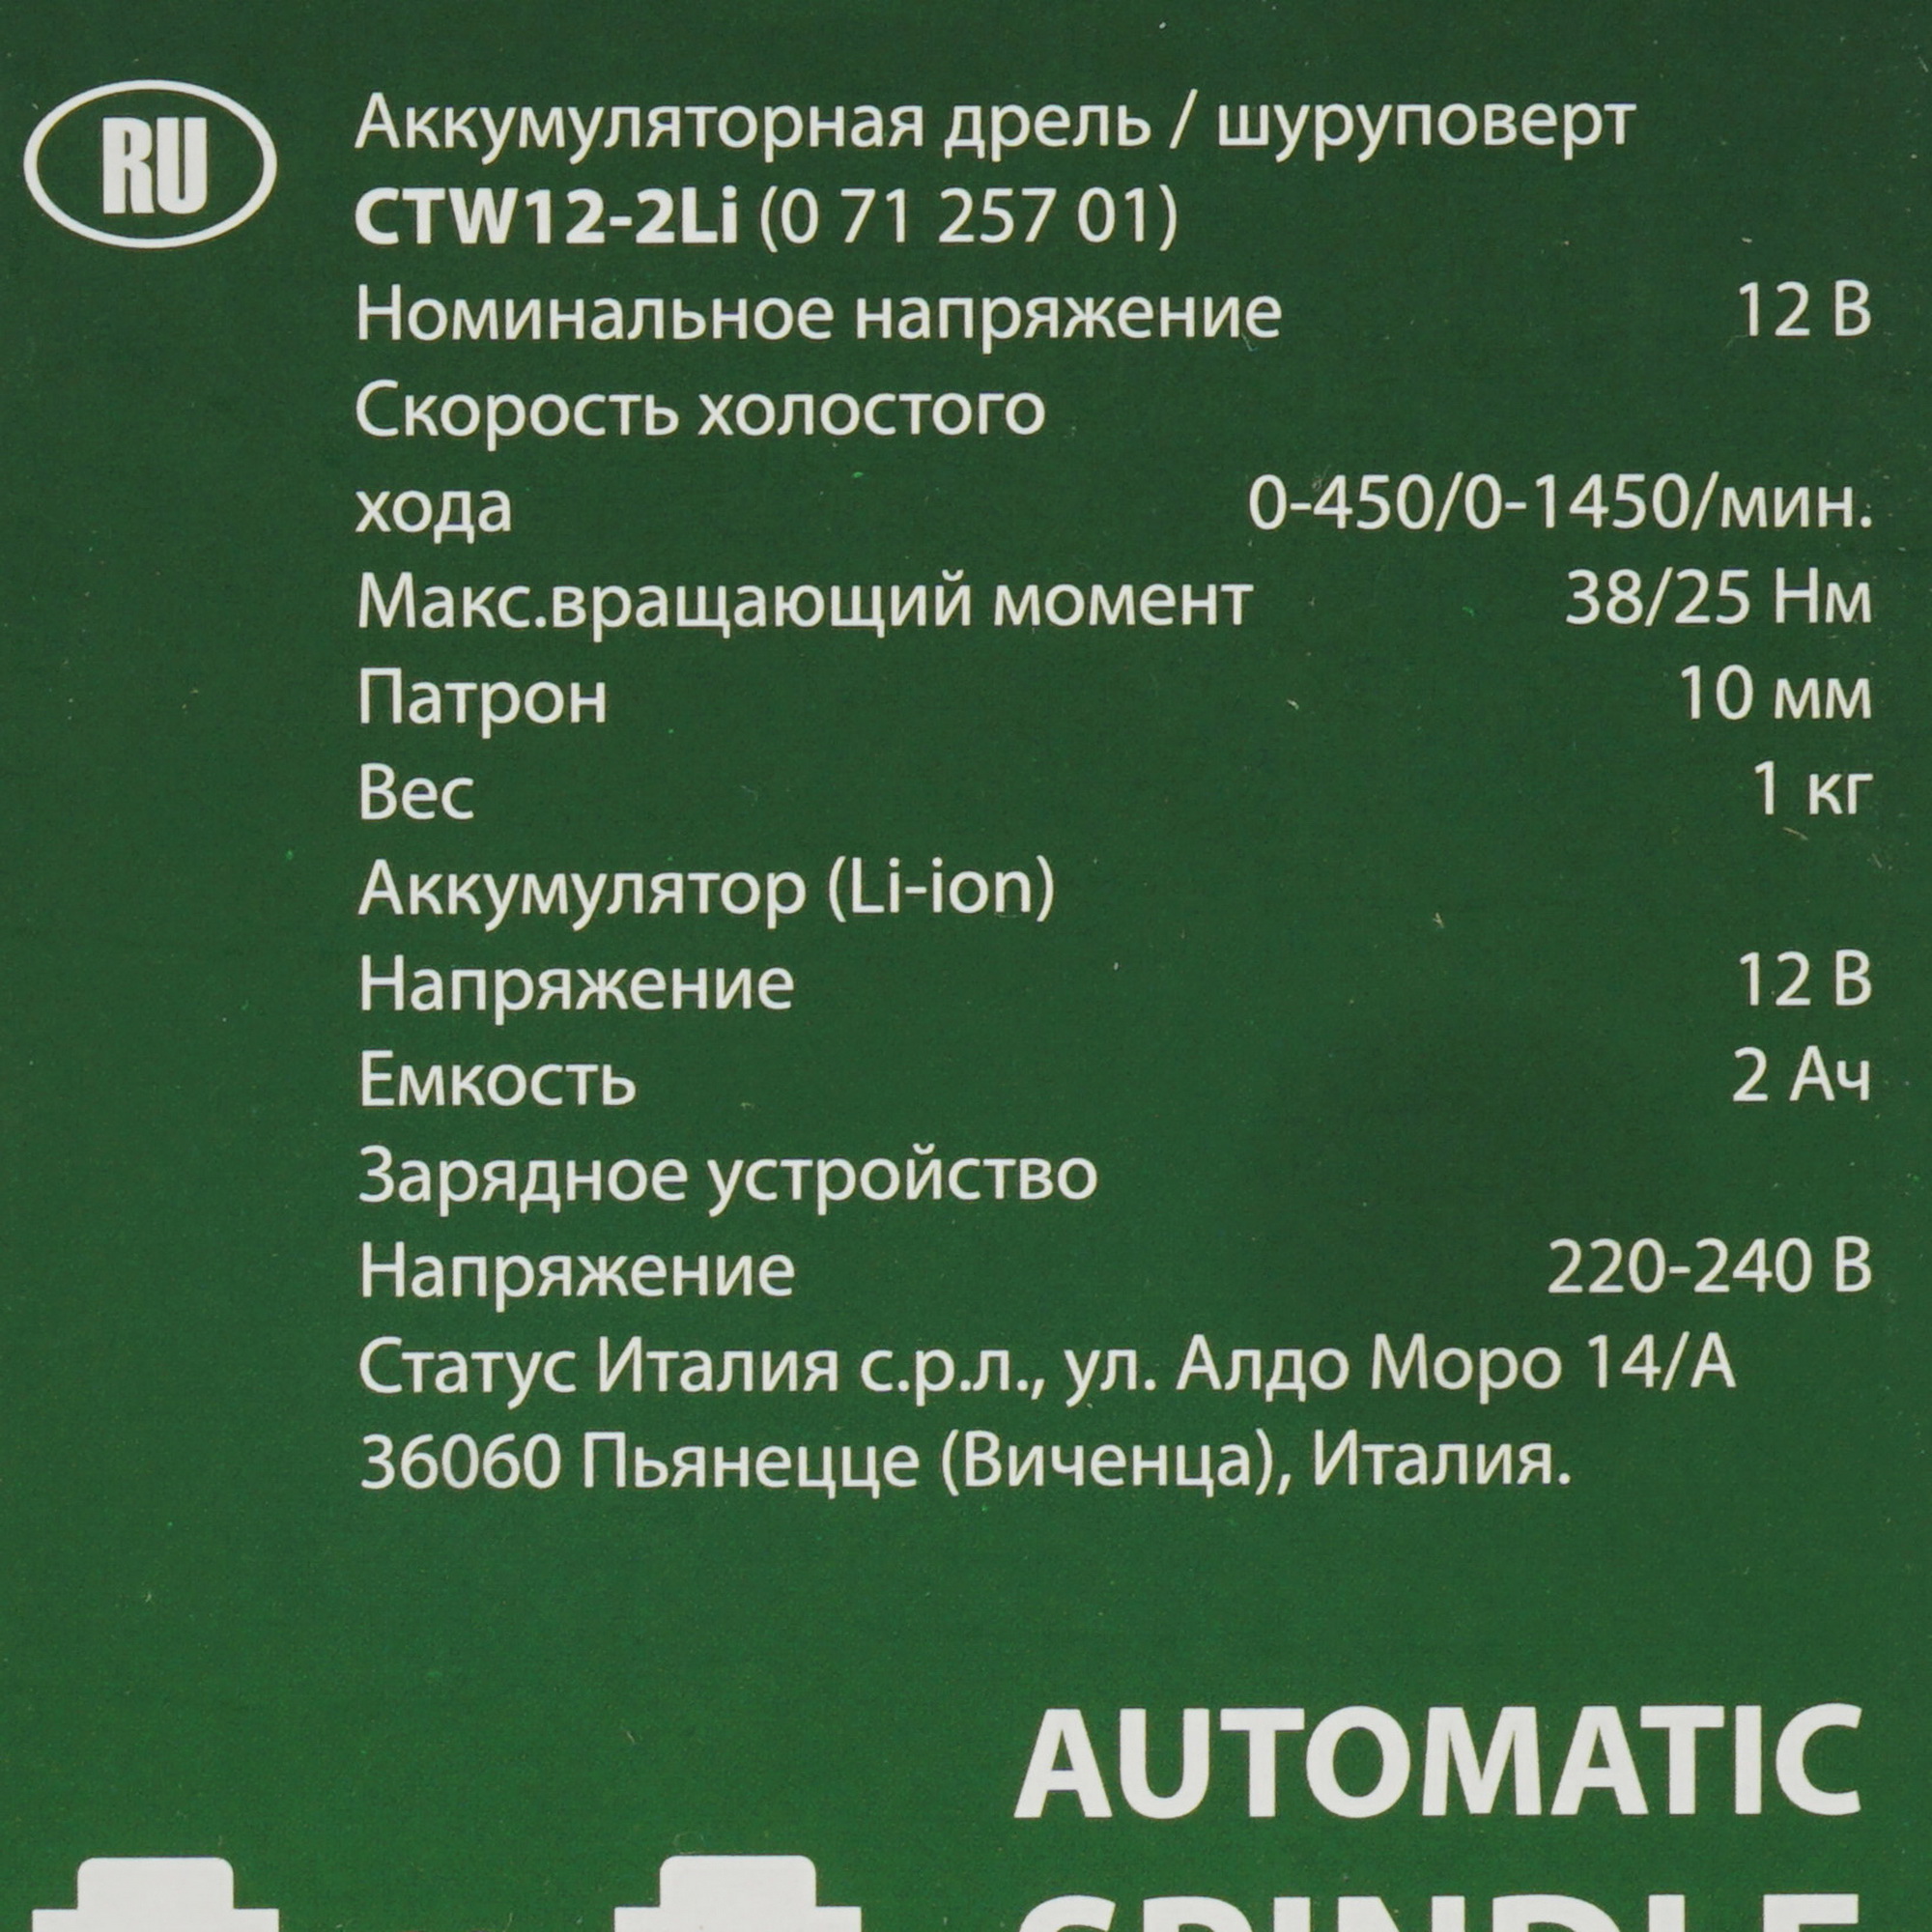 RU
Аккумуляторная дрель / шуруповерт
CTW12-2Li (0 71 257 01)
Номинальное напряжение 12 В
Скорость холостого
хода 0-450/0-1450/мин.
Макс.вращающий момент 38/25 Нм
Патрон 10 мм
Вес 1 кг
Аккумулятор (Li-ion)
Напряжение 12 В
Емкость 2 Ач
Зарядное устройство
Напряжение 220-240 В
Статус Италия с.р.л., ул. Алдо Моро 14/А
36060 Пьянецце (Виченца), Италия.
AUTOMATIC
SPINDLE